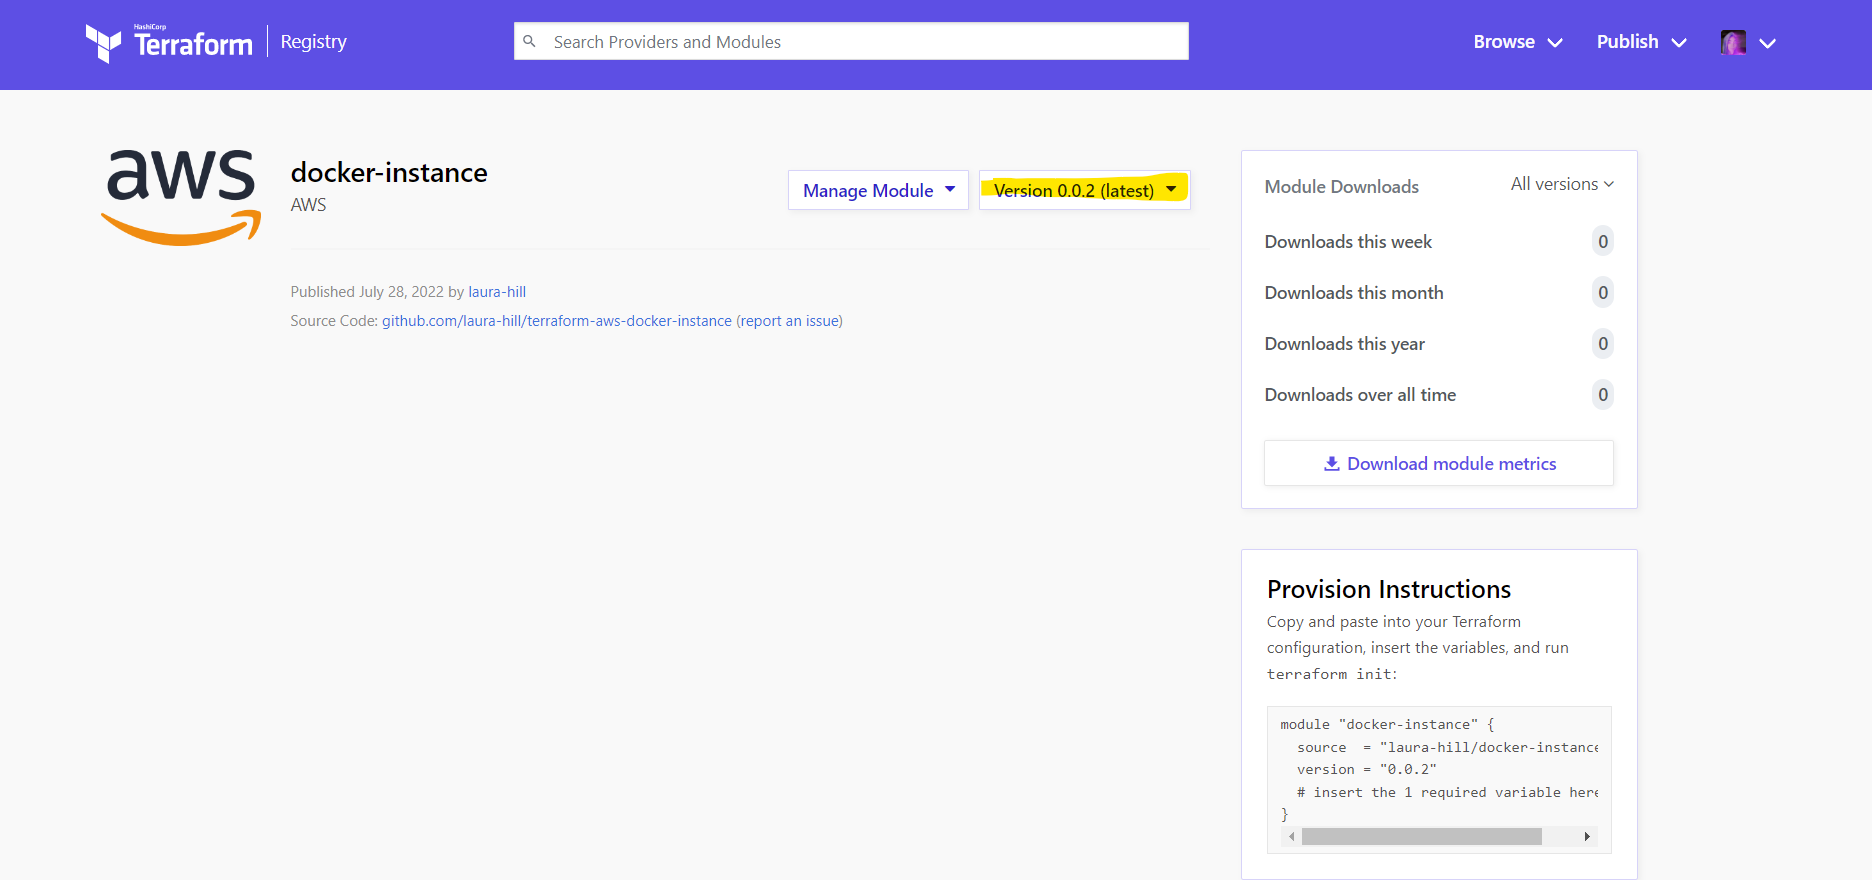 HashiCorp
Terraform
Registry
Search Providers and Modules
Browse
Publish
aws
docker-instance
AWS
Manage Module
Version 0.0.2 (latest)
Published July 28, 2022 by laura-hill
Source Code: github.com/laura-hill/terraform-aws-docker-instance (report an issue)
Module Downloads
All versions
Downloads this week 0
Downloads this month 0
Downloads this year 0
Downloads over all time 0
Download module metrics
Provision Instructions
Copy and paste into your Terraform
configuration, insert the variables, and run
terraform init:
module "docker-instance" {
  source  = "laura-hill/docker-instance
  version = "0.0.2"
  # insert the 1 required variable here
}